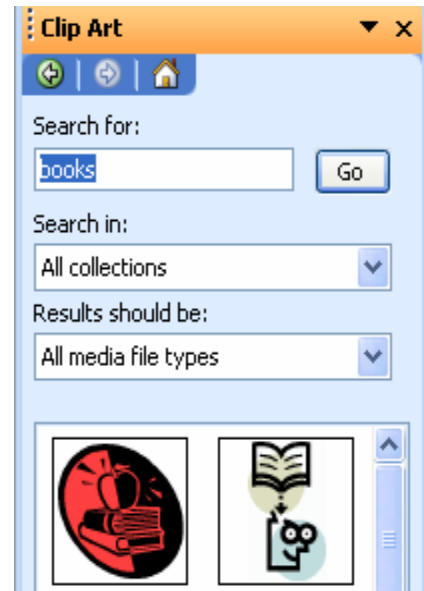 Clip Art
Search for:
books
Go
Search in:
All collections
Results should be:
All media file types